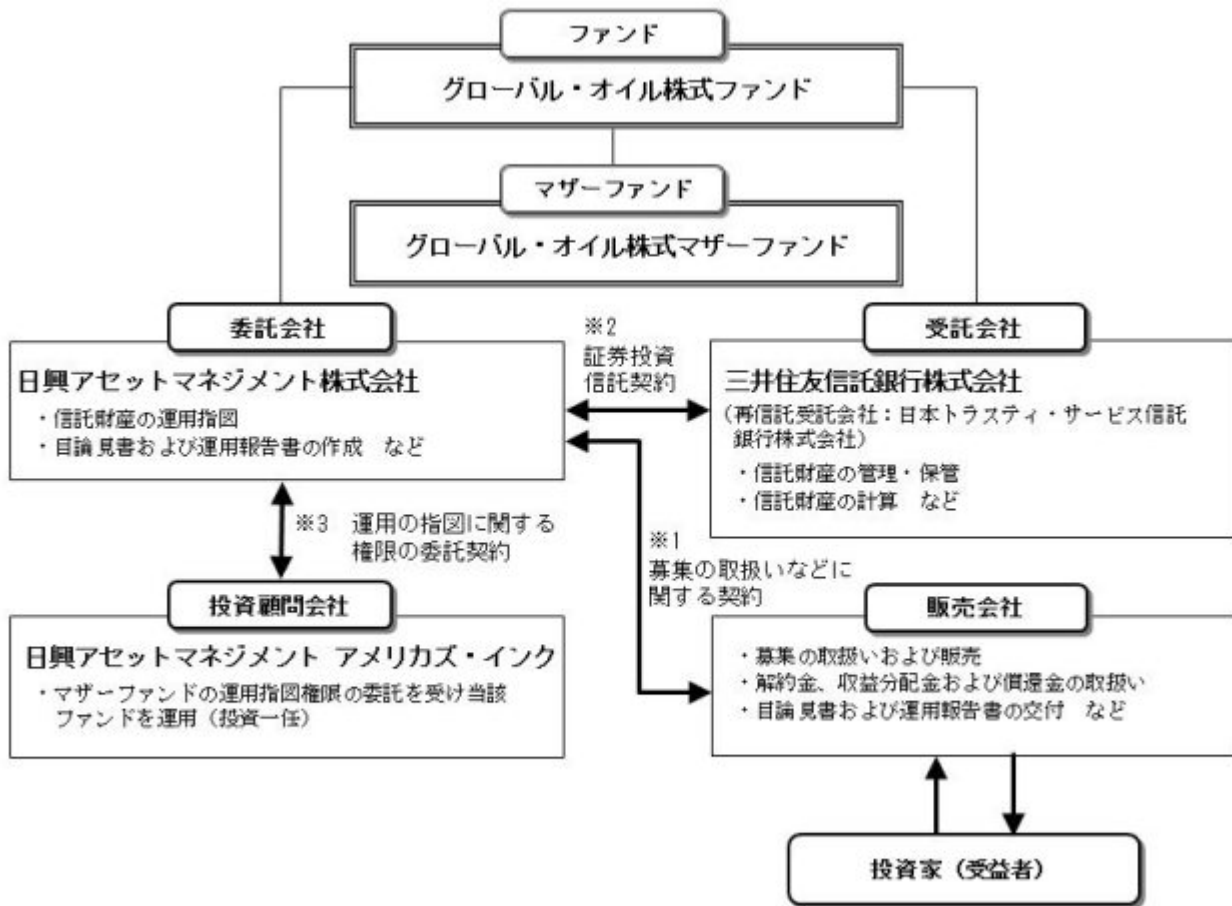 ファンド
グローバル・オイル株式ファンド
マザーファンド
グローバル・オイル株式マザーファンド
委託会社
日興アセットマネジメント株式会社
・信託財産の運用指図
・目論見書および運用報告書の作成　など
※2
証券投資
信託契約
受託会社
三井住友信託銀行株式会社
（再信託受託会社：日本トラスティ・サービス信託
銀行株式会社）
・信託財産の管理・保管
・信託財産の計算　など
※3　運用の指図に関する
権限の委託契約
※1
募集の取扱いなどに
関する契約
投資顧問会社
日興アセットマネジメント アメリカズ・インク
・マザーファンドの運用指図権限の委託を受け当該
ファンドを運用（投資一任）
販売会社
・募集の取扱いおよび販売
・解約金、収益分配金および償還金の取扱い
・目論見書および運用報告書の交付　など
投資家（受益者）